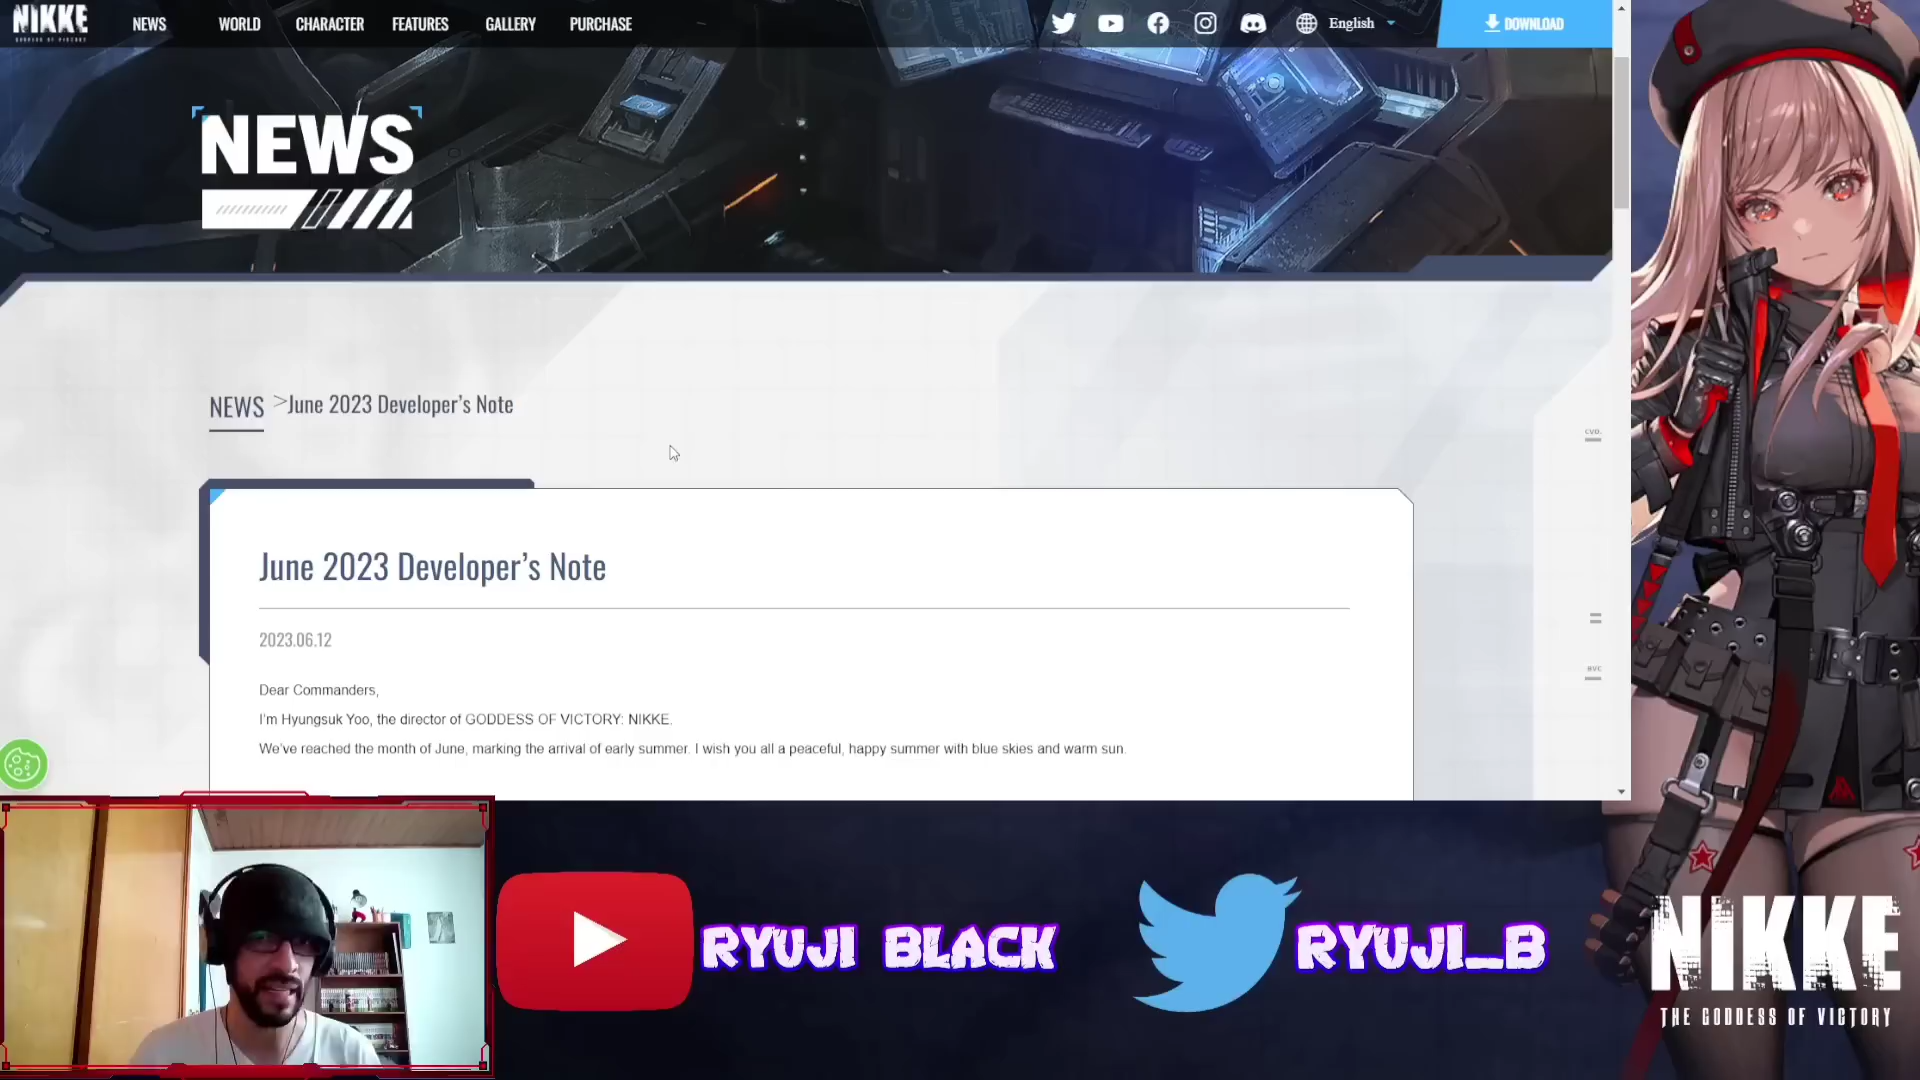 NIKKE
NEWS
WORLD
CHARACTER
FEATURES
GALLERY
PURCHASE
English
DOWNLOAD
NEWS
NEWS >June 2023 Developer’s Note
June 2023 Developer’s Note
2023.06.12
Dear Commanders,
I’m Hyungsuk Yoo, the director of GODDESS OF VICTORY: NIKKE.
We’ve reached the month of June, marking the arrival of early summer. I wish you all a peaceful, happy summer with blue skies and warm sun.
RYUJI BLACK
RYUJI_B
NIKKE
THE GODDESS OF VICTORY